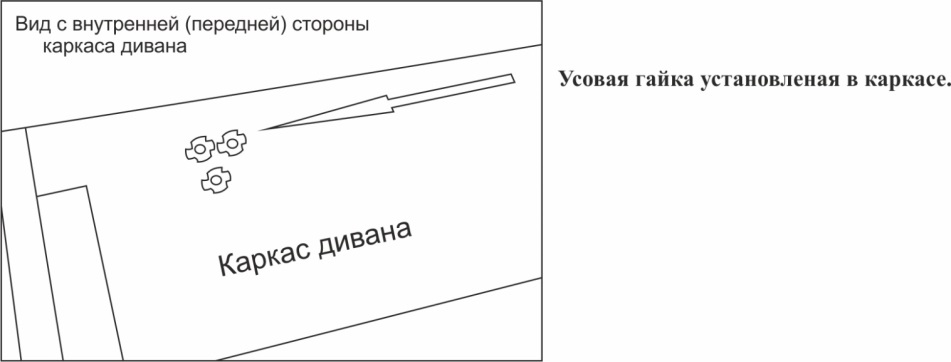 Вид с внутренней (передней) стороны
каркаса дивана
Усовая гайка установленая в каркасе.
Каркас дивана